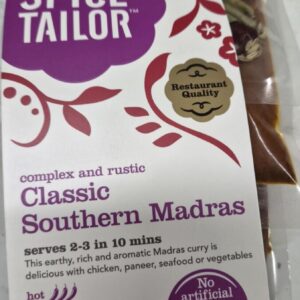 SPICE
TAILOR™
Restaurant
Quality
complex and rustic
Classic
Southern Madras
serves 2-3 in 10 mins
This earthy, rich and aromatic Madras curry is
delicious with chicken, paneer, seafood or vegetables
hot
No
artificial